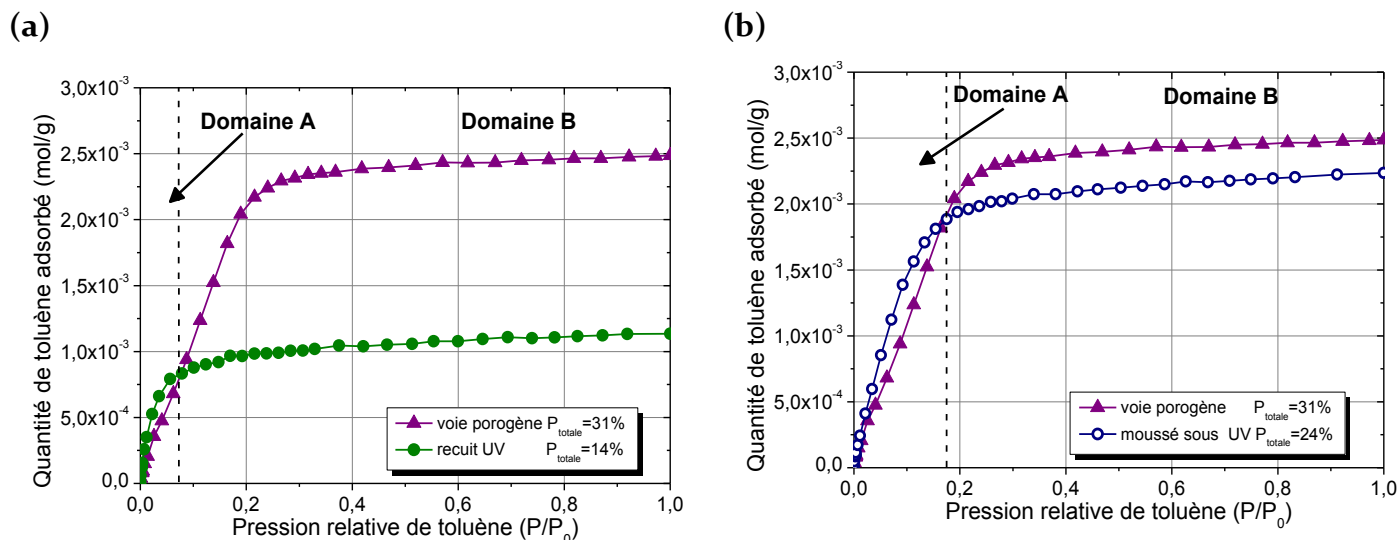 (a)
3,0x10⁻³
2,5x10⁻³
2,0x10⁻³
1,5x10⁻³
1,0x10⁻³
5,0x10⁻⁴
0,0
Quantité de toluène adsorbé (mol/g)
Domaine A
Domaine B
voie porogène P_totale=31%
recuit UV P_totale=14%
0,0 0,2 0,4 0,6 0,8 1,0
Pression relative de toluène (P/P₀)
(b)
3,0x10⁻³
2,5x10⁻³
2,0x10⁻³
1,5x10⁻³
1,0x10⁻³
5,0x10⁻⁴
0,0
Quantité de toluène adsorbé (mol/g)
Domaine A
Domaine B
voie porogène P_totale=31%
moussé sous UV P_totale=24%
0,0 0,2 0,4 0,6 0,8 1,0
Pression relative de toluène (P/P₀)